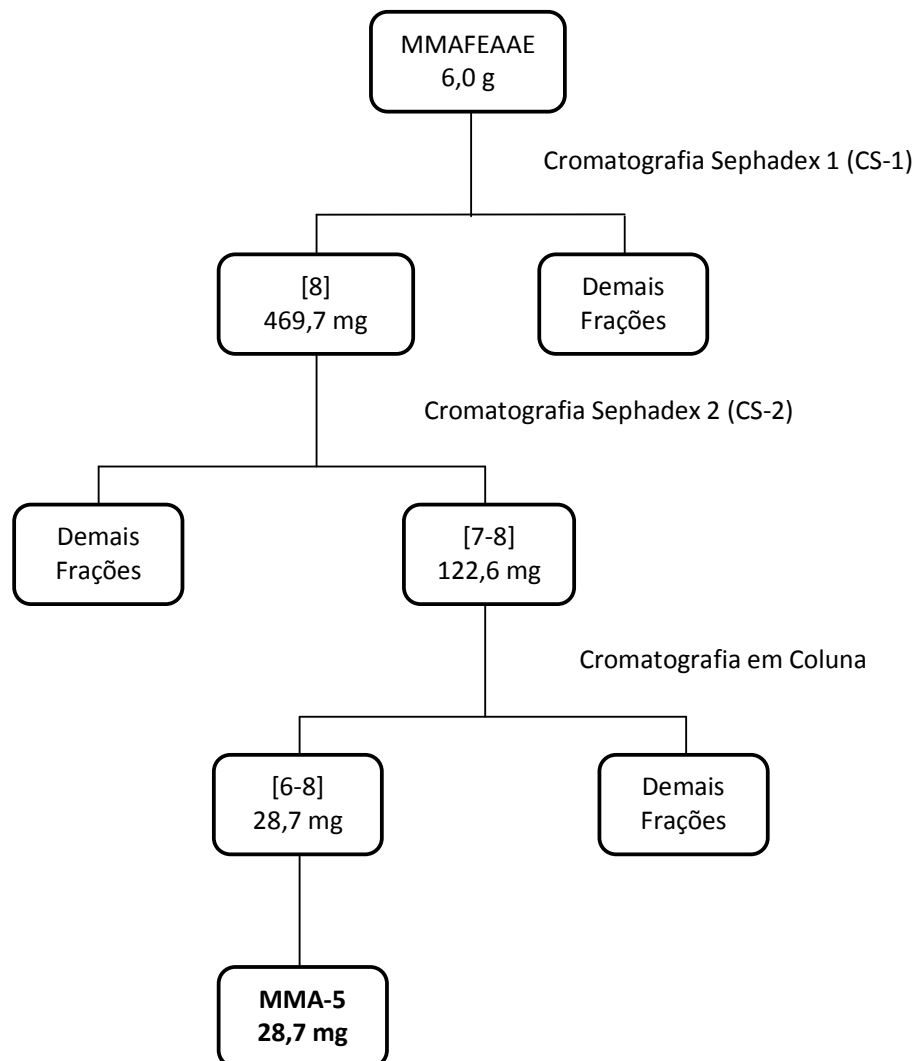 MMAFEAAE
6,0 g
Cromatografia Sephadex 1 (CS-1)
[8]
469,7 mg
Demais
Frações
Cromatografia Sephadex 2 (CS-2)
Demais
Frações
[7-8]
122,6 mg
Cromatografia em Coluna
[6-8]
28,7 mg
Demais
Frações
MMA-5
28,7 mg